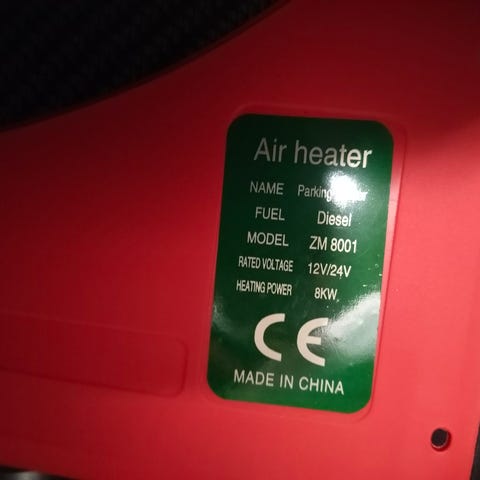 Air heater
NAME Parking
FUEL Diesel
MODEL ZM 8001
RATED VOLTAGE 12V/24V
HEATING POWER 8KW
CE
MADE IN CHINA